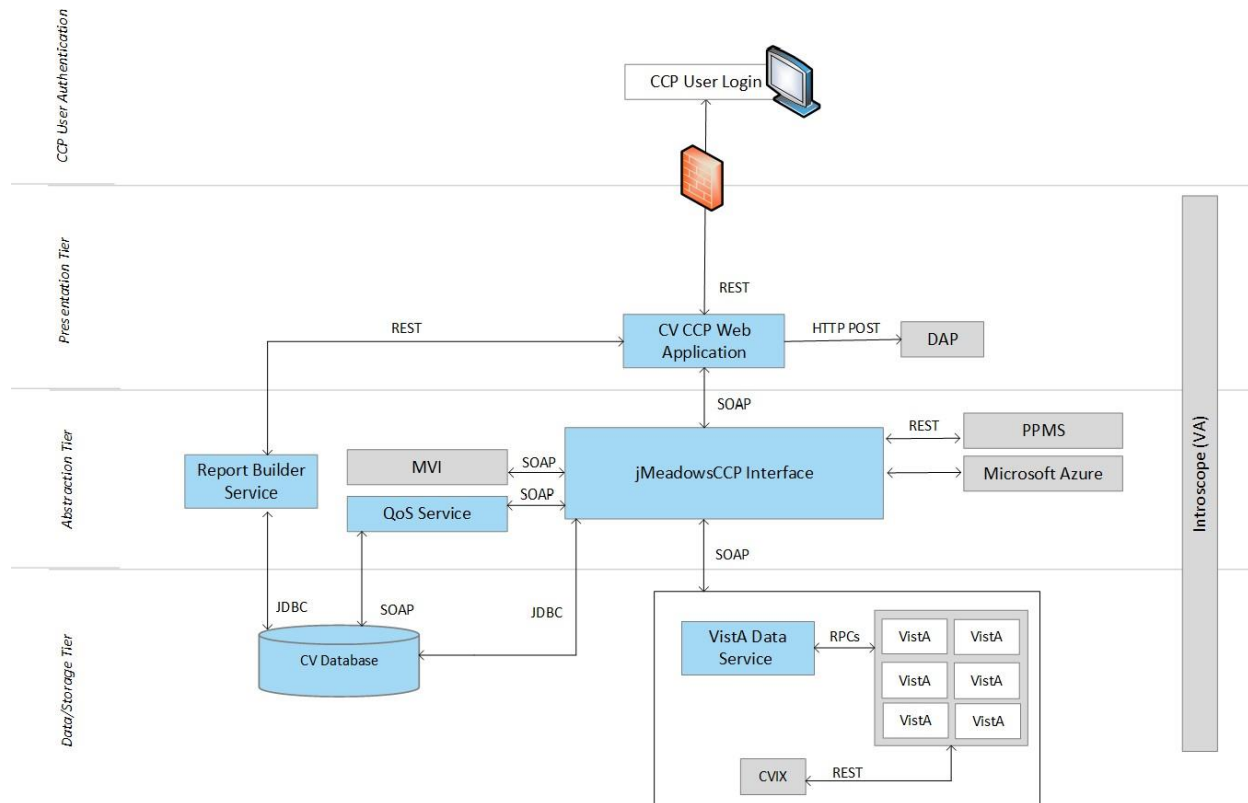 CCP User Authentication
CCP User Login
Presentation Tier
REST
REST
CV CCP Web
Application
HTTP POST
DAP
Abstraction Tier
SOAP
Report Builder
Service
MVI
SOAP
QoS Service
SOAP
jMeadowsCCP Interface
REST
PPMS
Microsoft Azure
Introscope (VA)
SOAP
Data/Storage Tier
JDBC
SOAP
JDBC
CV Database
VistA Data
Service
RPCs
VistA
VistA
VistA
VistA
VistA
VistA
CVIX
REST